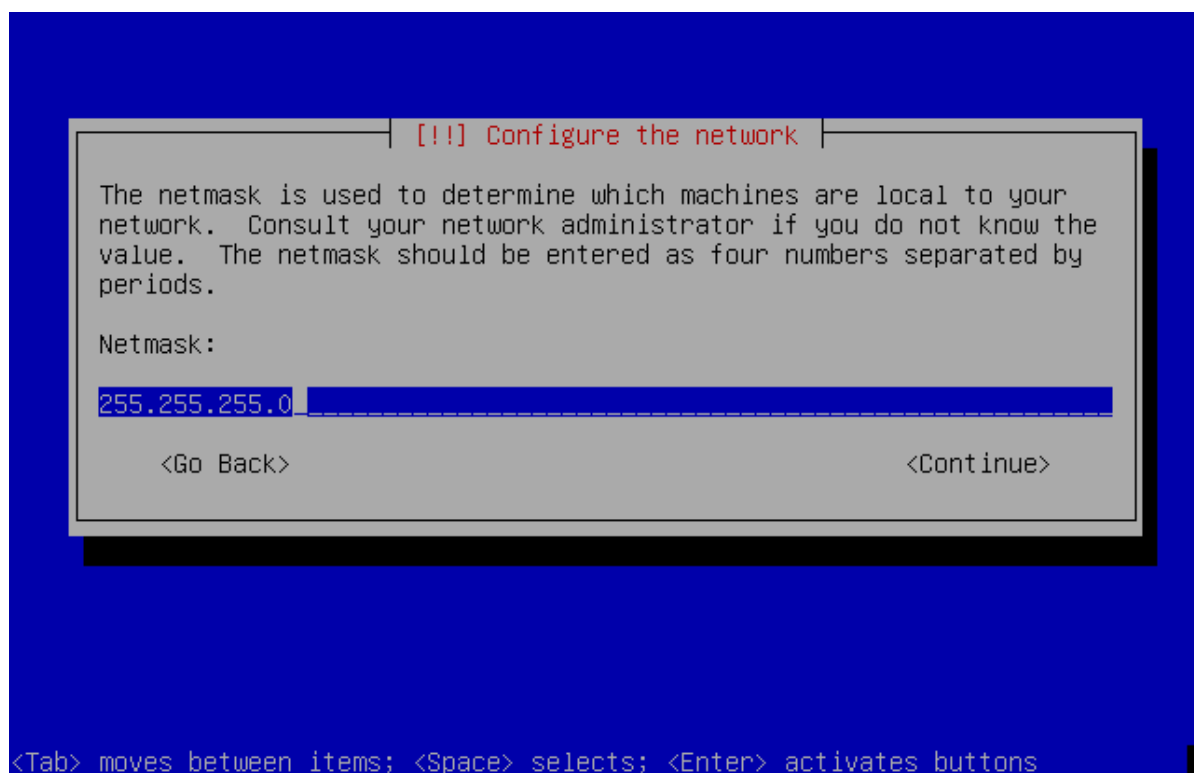 [!!] Configure the network
The netmask is used to determine which machines are local to your
network.  Consult your network administrator if you do not know the
value.  The netmask should be entered as four numbers separated by
periods.
Netmask:
255.255.255.0
<Go Back> <Continue>
<Tab> moves between items; <Space> selects; <Enter> activates buttons